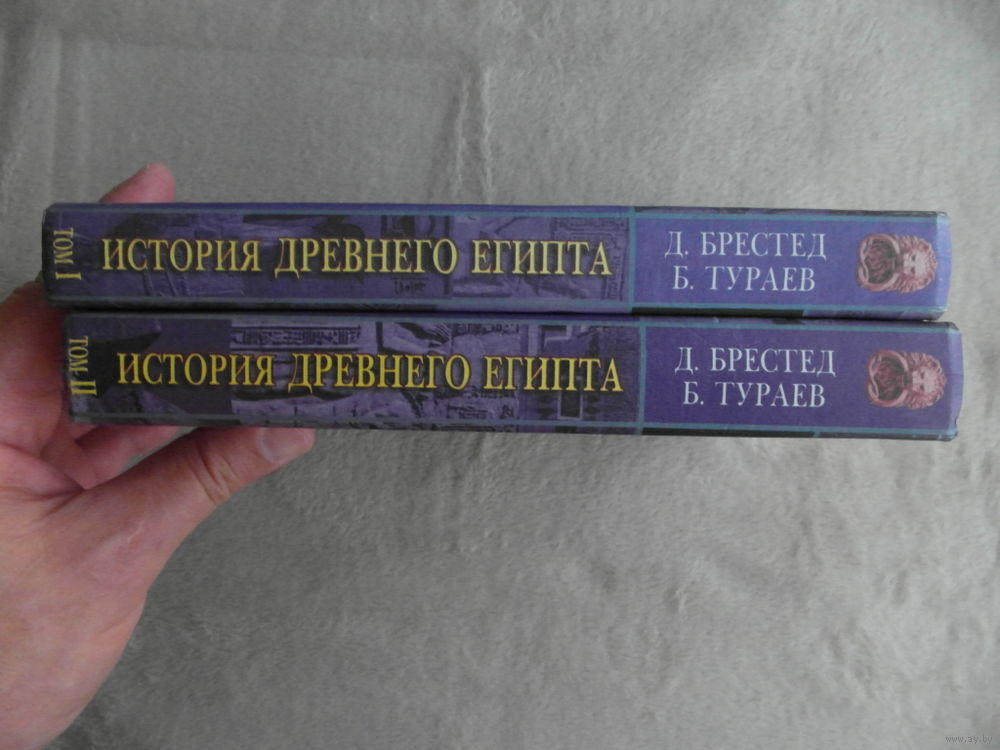 ТОМ I
ИСТОРИЯ ДРЕВНЕГО ЕГИПТА
Д. БРЕСТЕД
Б. ТУРАЕВ
ТОМ II
ИСТОРИЯ ДРЕВНЕГО ЕГИПТА
Д. БРЕСТЕД
Б. ТУРАЕВ
www.ay.by